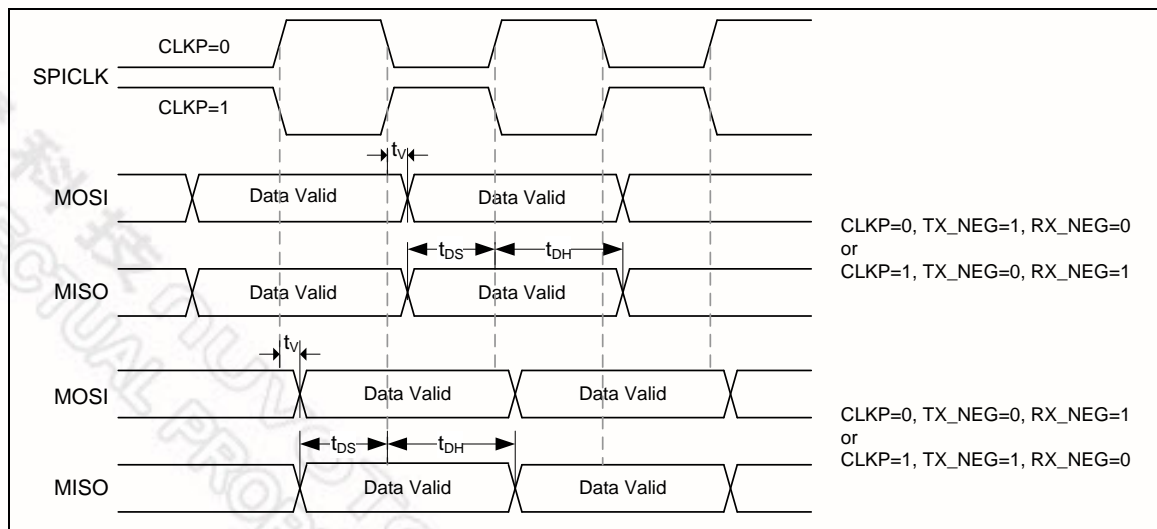 CLKP=0
SPICLK
CLKP=1
tV
MOSI
Data Valid
Data Valid
CLKP=0, TX_NEG=1, RX_NEG=0
or
CLKP=1, TX_NEG=0, RX_NEG=1
tDS
tDH
MISO
Data Valid
Data Valid
tV
MOSI
Data Valid
Data Valid
CLKP=0, TX_NEG=0, RX_NEG=1
or
CLKP=1, TX_NEG=1, RX_NEG=0
tDS
tDH
MISO
Data Valid
Data Valid
科技 nuvoTon